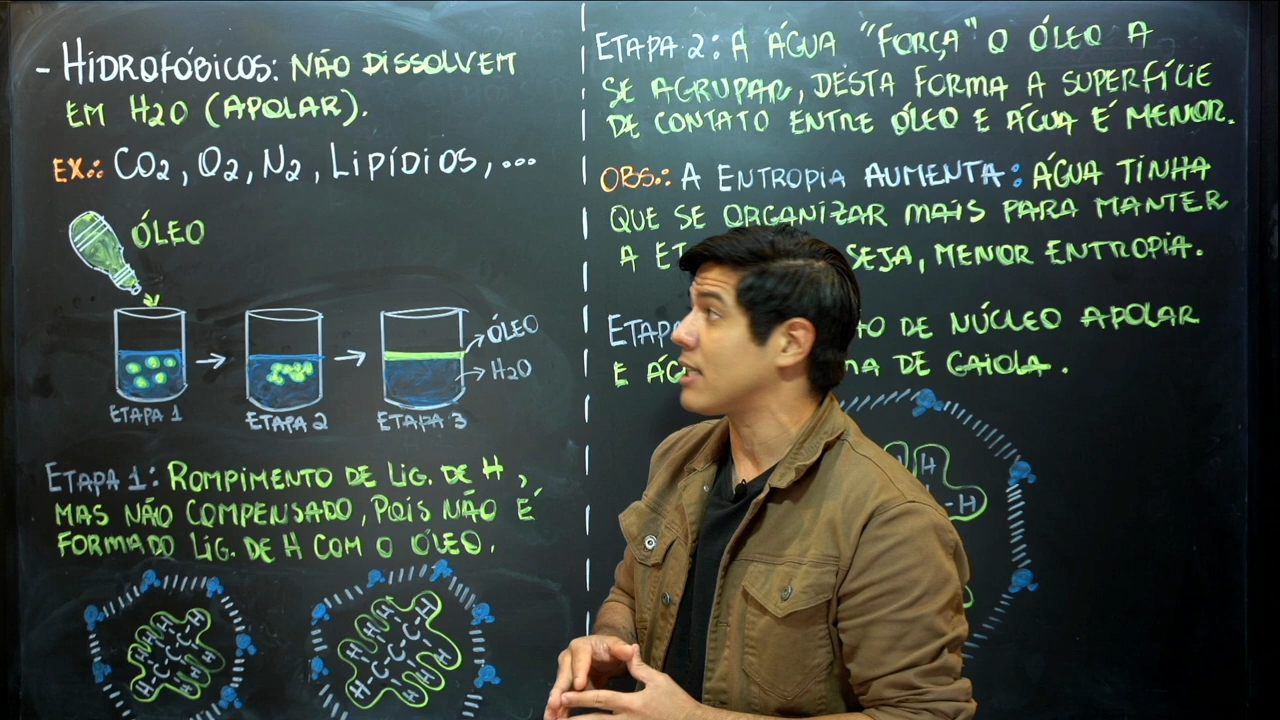 - HIDROFÓBICOS: NÃO DISSOLVEM
EM H2O (APOLAR).
EX.: CO2, O2, N2, LIPÍDIOS, ...
ÓLEO
ÓLEO
H2O
ETAPA 1
ETAPA 2
ETAPA 3
ETAPA 1: ROMPIMENTO DE LIG. DE H,
MAS NÃO COMPENSADO, POIS NÃO É
FORMADO LIG. DE H COM O ÓLEO.
H H H
H-C-C-C-H
H H H
H H H
H-C-C-C-H
H H H
ETAPA 2: A ÁGUA "FORÇA" O ÓLEO A
SE AGRUPAR, DESTA FORMA A SUPERFÍCIE
DE CONTATO ENTRE ÓLEO E ÁGUA É MENOR.
OBS.: A ENTROPIA AUMENTA: ÁGUA TINHA
QUE SE ORGANIZAR MAIS PARA MANTER
A SEJA, MENOR ENTROPIA.
DE NÚCLEO APOLAR
E DE GAIOLA.
H
-H